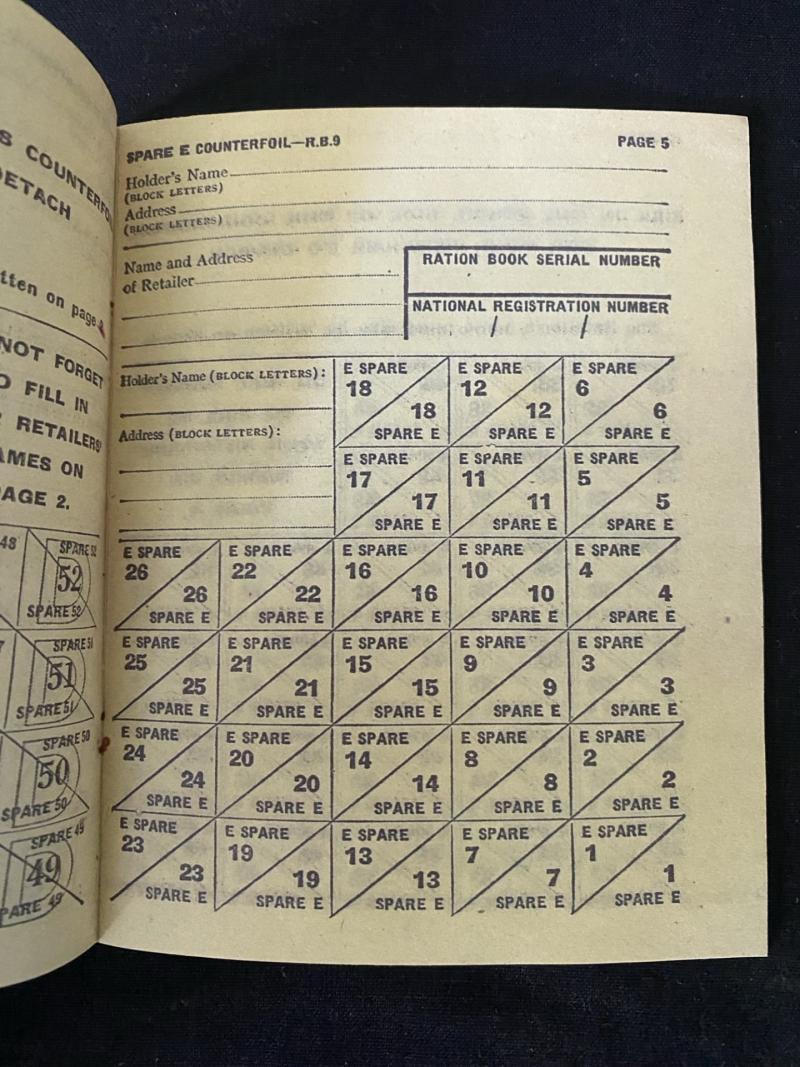 S COUNTERFO
DETACH
tten on page
NOT FORGET
O FILL IN
RETAILERS'
AMES ON
PAGE 2.
48
SPARE 52
52
SPARE 52
7
SPARE 51
51
SPARE 51
SPARE 50
50
SPARE 50
SPARE 49
49
SPARE 49
SPARE E COUNTERFOIL—R.B.9 PAGE 5
Holder's Name
(BLOCK LETTERS)
Address
(BLOCK LETTERS)
Name and Address
of Retailer
RATION BOOK SERIAL NUMBER
NATIONAL REGISTRATION NUMBER
/ /
Holder's Name (BLOCK LETTERS):
Address (BLOCK LETTERS):
E SPARE E SPARE E SPARE
18 12 6
18 12 6
SPARE E SPARE E SPARE E
E SPARE E SPARE E SPARE
17 11 5
17 11 5
SPARE E SPARE E SPARE E
E SPARE E SPARE E SPARE E SPARE E SPARE
26 22 16 10 4
26 22 16 10 4
SPARE E SPARE E SPARE E SPARE E SPARE E
E SPARE E SPARE E SPARE E SPARE E SPARE
25 21 15 9 3
25 21 15 9 3
SPARE E SPARE E SPARE E SPARE E SPARE E
E SPARE E SPARE E SPARE E SPARE E SPARE
24 20 14 8 2
24 20 14 8 2
SPARE E SPARE E SPARE E SPARE E SPARE E
E SPARE E SPARE E SPARE E SPARE E SPARE
23 19 13 7 1
23 19 13 7 1
SPARE E SPARE E SPARE E SPARE E SPARE E